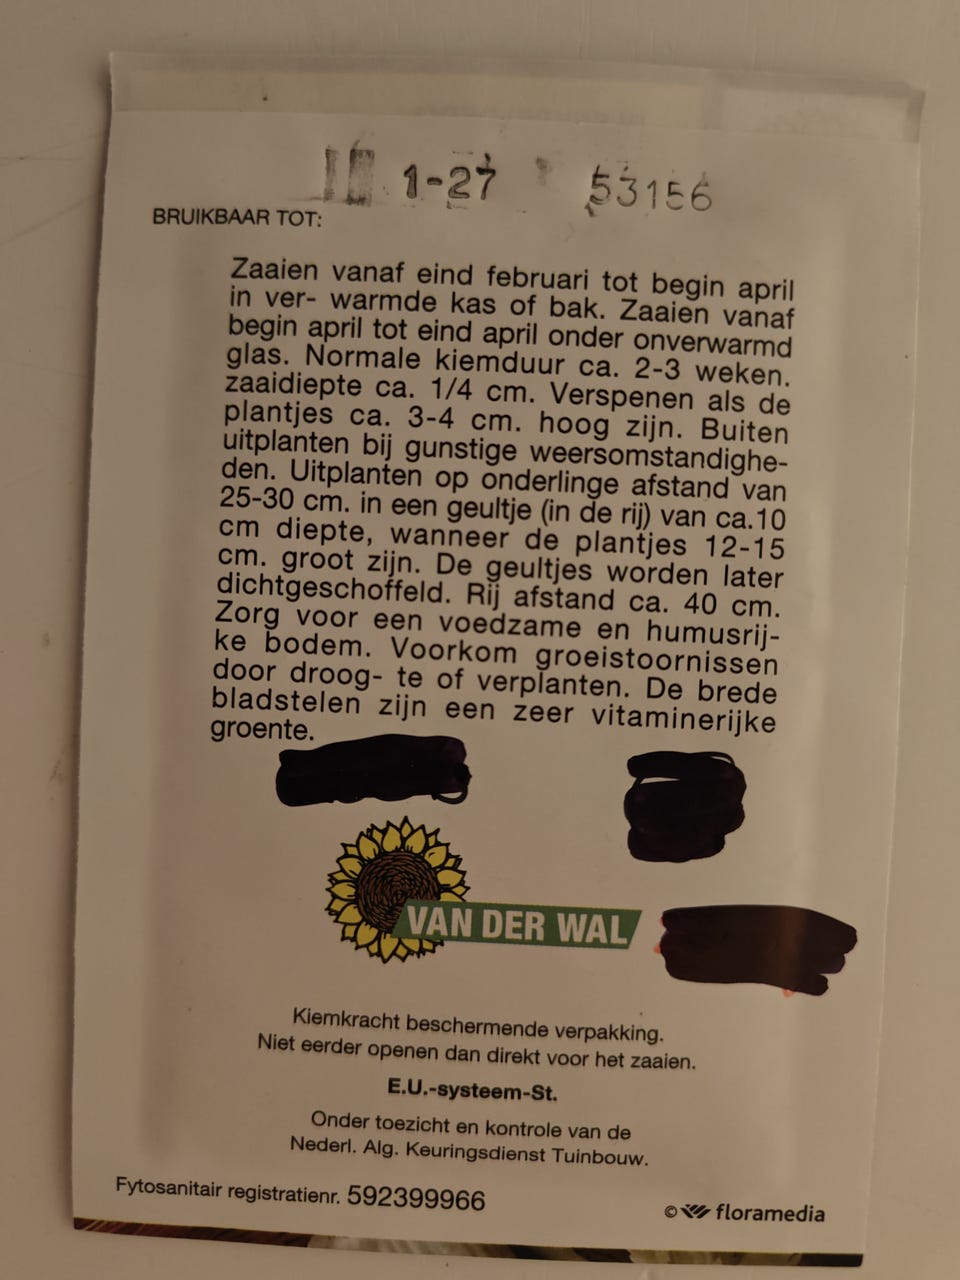 1-27 53156
BRUIKBAAR TOT:
Zaaien vanaf eind februari tot begin april
in ver- warmde kas of bak. Zaaien vanaf
begin april tot eind april onder onverwarmd
glas. Normale kiemduur ca. 2-3 weken.
zaaidiepte ca. 1/4 cm. Verspenen als de
plantjes ca. 3-4 cm. hoog zijn. Buiten
uitplanten bij gunstige weersomstandighe-
den. Uitplanten op onderlinge afstand van
25-30 cm. in een geultje (in de rij) van ca.10
cm diepte, wanneer de plantjes 12-15
cm. groot zijn. De geultjes worden later
dichtgeschoffeld. Rij afstand ca. 40 cm.
Zorg voor een voedzame en humusrij-
ke bodem. Voorkom groeistoornissen
door droog- te of verplanten. De brede
bladstelen zijn een zeer vitaminerijke
groente.
VAN DER WAL
Kiemkracht beschermende verpakking.
Niet eerder openen dan direkt voor het zaaien.
E.U.-systeem-St.
Onder toezicht en kontrole van de
Nederl. Alg. Keuringsdienst Tuinbouw.
Fytosanitair registratienr. 592399966
© floramedia